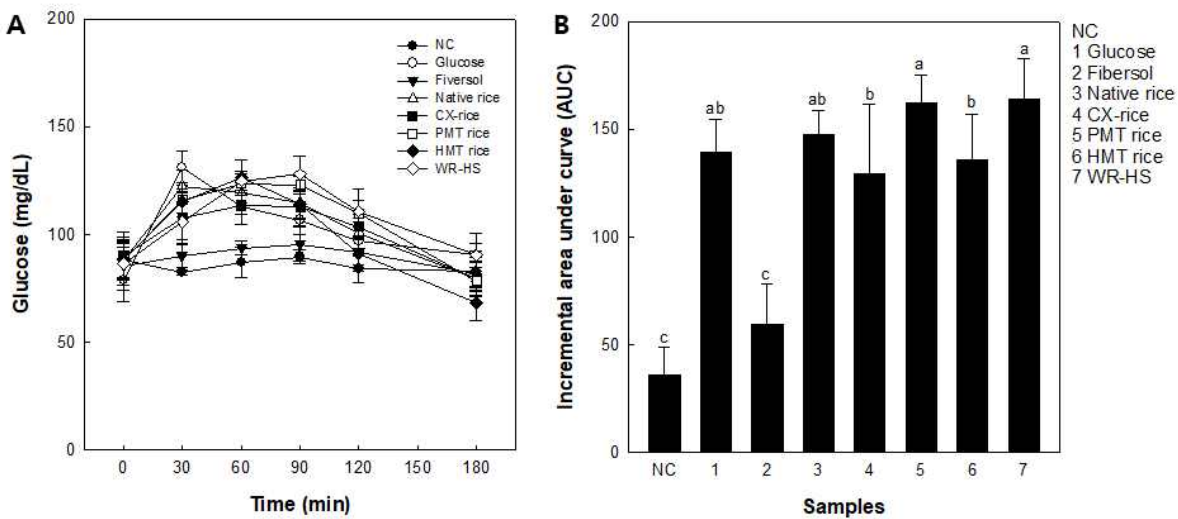 A
Glucose (mg/dL)
200
150
100
50
0
0 30 60 90 120 150 180
Time (min)
NC
Glucose
Fiversol
Native rice
CX-rice
PMT rice
HMT rice
WR-HS
B
Incremental area under curve (AUC)
200
150
100
50
0
c
ab
c
ab
b
a
b
a
NC 1 2 3 4 5 6 7
Samples
NC
1 Glucose
2 Fibersol
3 Native rice
4 CX-rice
5 PMT rice
6 HMT rice
7 WR-HS